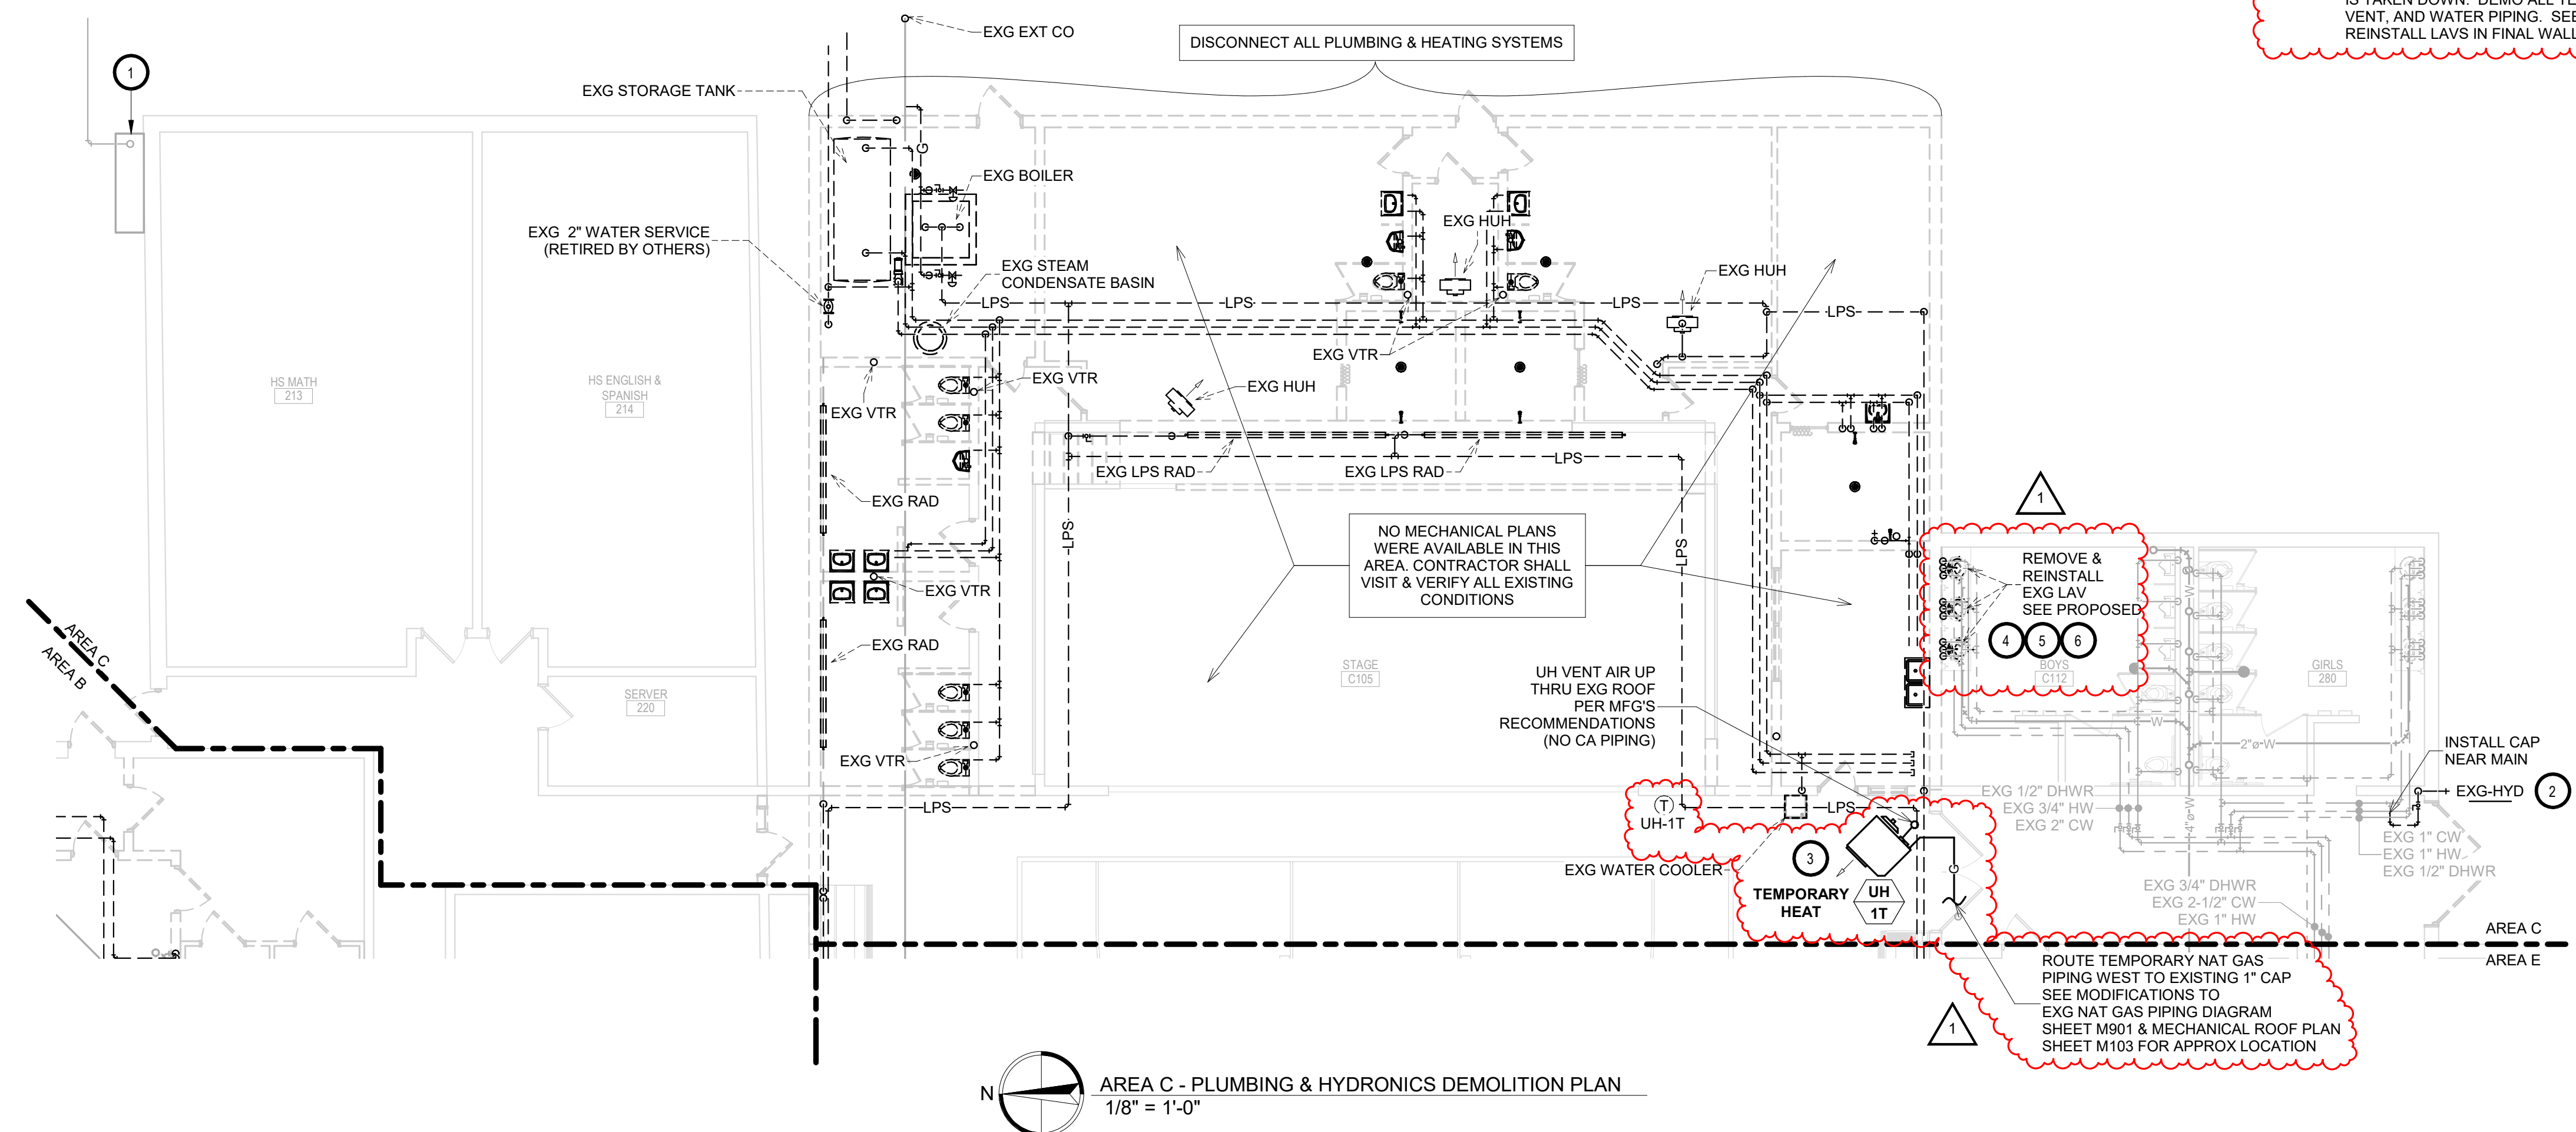 IS TAKEN DOWN. DEMO ALL
VENT, AND WATER PIPING. SEE
REINSTALL LAVS IN FINAL WALL
EXG EXT CO
DISCONNECT ALL PLUMBING & HEATING SYSTEMS
1
EXG STORAGE TANK
G
EXG BOILER
EXG 2" WATER SERVICE
(RETIRED BY OTHERS)
EXG HUH
EXG STEAM
CONDENSATE BASIN
EXG HUH
LPS
LPS
LPS
LPS
LPS
EXG VTR
HS MATH
213
HS ENGLISH &
SPANISH
214
EXG VTR
EXG HUH
EXG VTR
EXG LPS RAD
EXG LPS RAD
LPS
EXG RAD
1
LPS
NO MECHANICAL PLANS
WERE AVAILABLE IN THIS
AREA. CONTRACTOR SHALL
VISIT & VERIFY ALL EXISTING
CONDITIONS
LPS
REMOVE &
REINSTALL
EXG LAV
SEE PROPOSED
4 5 6
BOYS
C112
W
EXG VTR
EXG RAD
AREA C
AREA B
STAGE
C105
GIRLS
280
SERVER
220
UH VENT AIR UP
THRU EXG ROOF
PER MFG'S
RECOMMENDATIONS
(NO CA PIPING)
W
2"ø-W
EXG VTR
INSTALL CAP
NEAR MAIN
EXG-HYD 2
EXG 1/2" DHWR
EXG 3/4" HW
EXG 2" CW
4"ø-W
LPS
T
UH-1T
LPS
EXG 1" CW
EXG 1" HW
EXG 1/2" DHWR
EXG WATER COOLER
3
G
TEMPORARY
HEAT
UH
1T
EXG 3/4" DHWR
EXG 2-1/2" CW
EXG 1" HW
AREA C
AREA E
ROUTE TEMPORARY NAT GAS
PIPING WEST TO EXISTING 1" CAP
SEE MODIFICATIONS TO
EXG NAT GAS PIPING DIAGRAM
SHEET M901 & MECHANICAL ROOF PLAN
SHEET M103 FOR APPROX LOCATION
1
N
AREA C - PLUMBING & HYDRONICS DEMOLITION PLAN
1/8" = 1'-0"